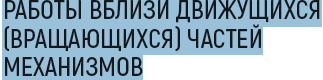 РАБОТЫ ВБЛИЗИ ДВИЖУЩИХСЯ
(ВРАЩАЮЩИХСЯ) ЧАСТЕЙ
МЕХАНИЗМОВ